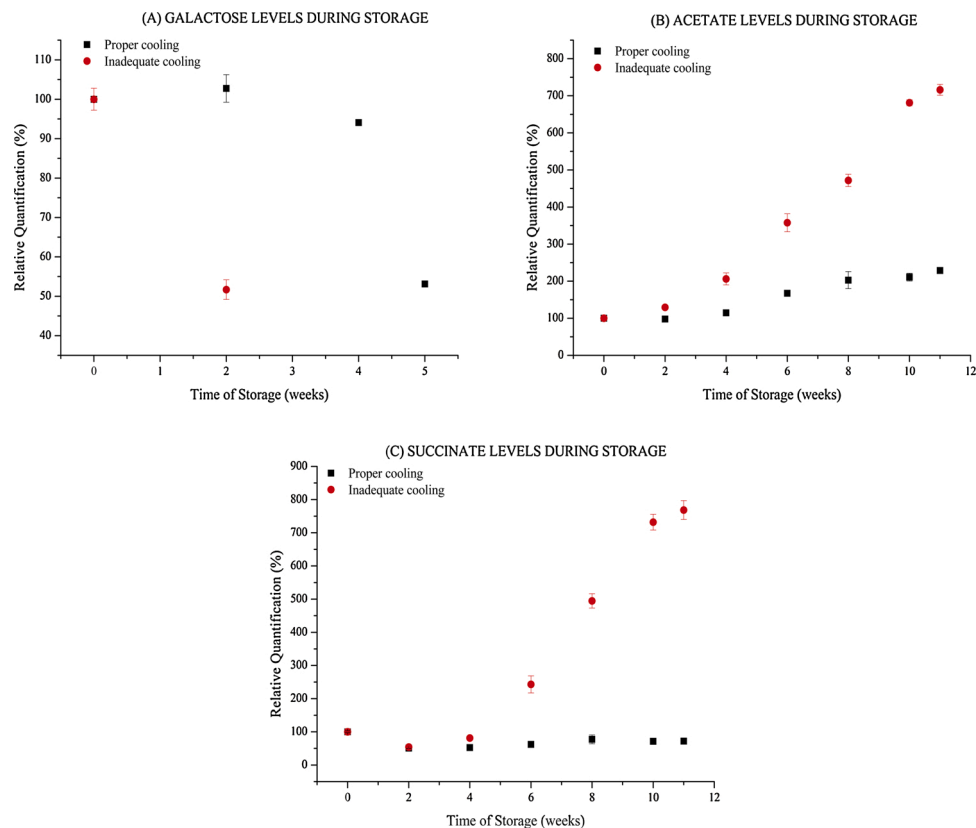 (A) GALACTOSE LEVELS DURING STORAGE
Proper cooling
Inadequate cooling
110
100
90
80
70
60
50
40
Relative Quantification (%)
0 1 2 3 4 5
Time of Storage (weeks)
(B) ACETATE LEVELS DURING STORAGE
Proper cooling
Inadequate cooling
800
700
600
500
400
300
200
100
0
Relative Quantification (%)
0 2 4 6 8 10 12
Time of Storage (weeks)
(C) SUCCINATE LEVELS DURING STORAGE
Proper cooling
Inadequate cooling
900
800
700
600
500
400
300
200
100
0
Relative Quantification (%)
0 2 4 6 8 10 12
Time of Storage (weeks)